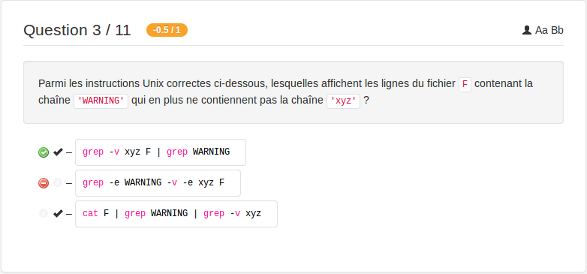 Question 3 / 11 -0.5 / 1 Aa Bb
Parmi les instructions Unix correctes ci-dessous, lesquelles affichent les lignes du fichier F contenant la
chaîne 'WARNING' qui en plus ne contiennent pas la chaîne 'xyz' ?
– grep -v xyz F | grep WARNING
– grep -e WARNING -v -e xyz F
– cat F | grep WARNING | grep -v xyz